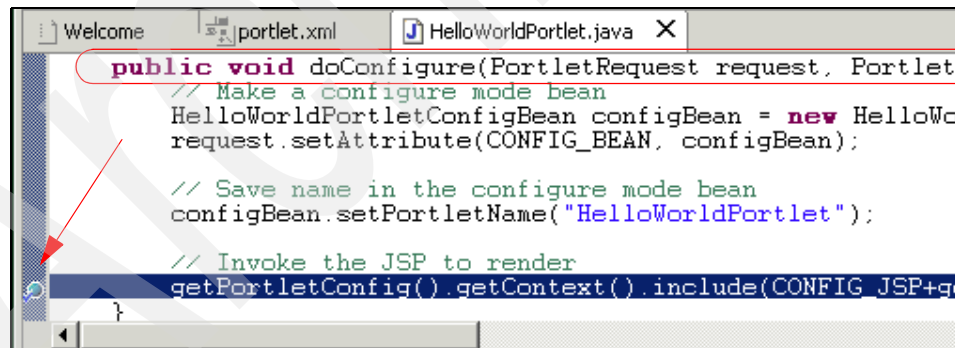 Welcome portlet.xml HelloWorldPortlet.java
public void doConfigure(PortletRequest request, Portlet
// Make a configure mode bean
HelloWorldPortletConfigBean configBean = new HelloWo
request.setAttribute(CONFIG_BEAN, configBean);
// Save name in the configure mode bean
configBean.setPortletName("HelloWorldPortlet");
// Invoke the JSP to render
getPortletConfig().getContext().include(CONFIG_JSP+ge
}